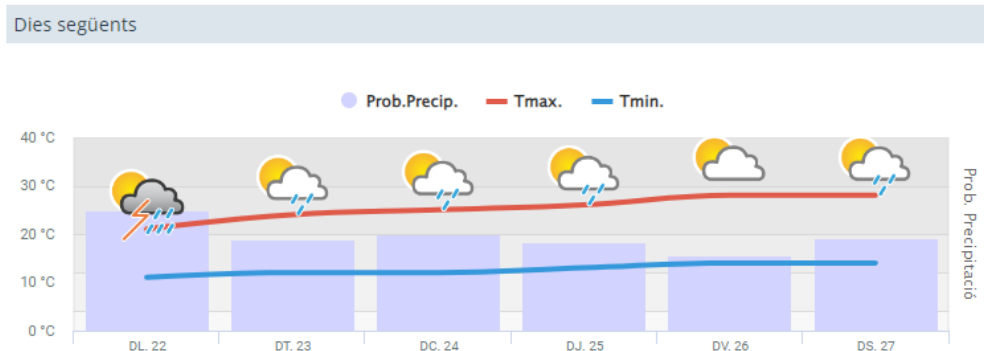 Dies següents
Prob.Precip. Tmax. Tmin.
40 °C
30 °C
20 °C
10 °C
0 °C
Prob. Precipitació
DL. 22 DT. 23 DC. 24 DJ. 25 DV. 26 DS. 27